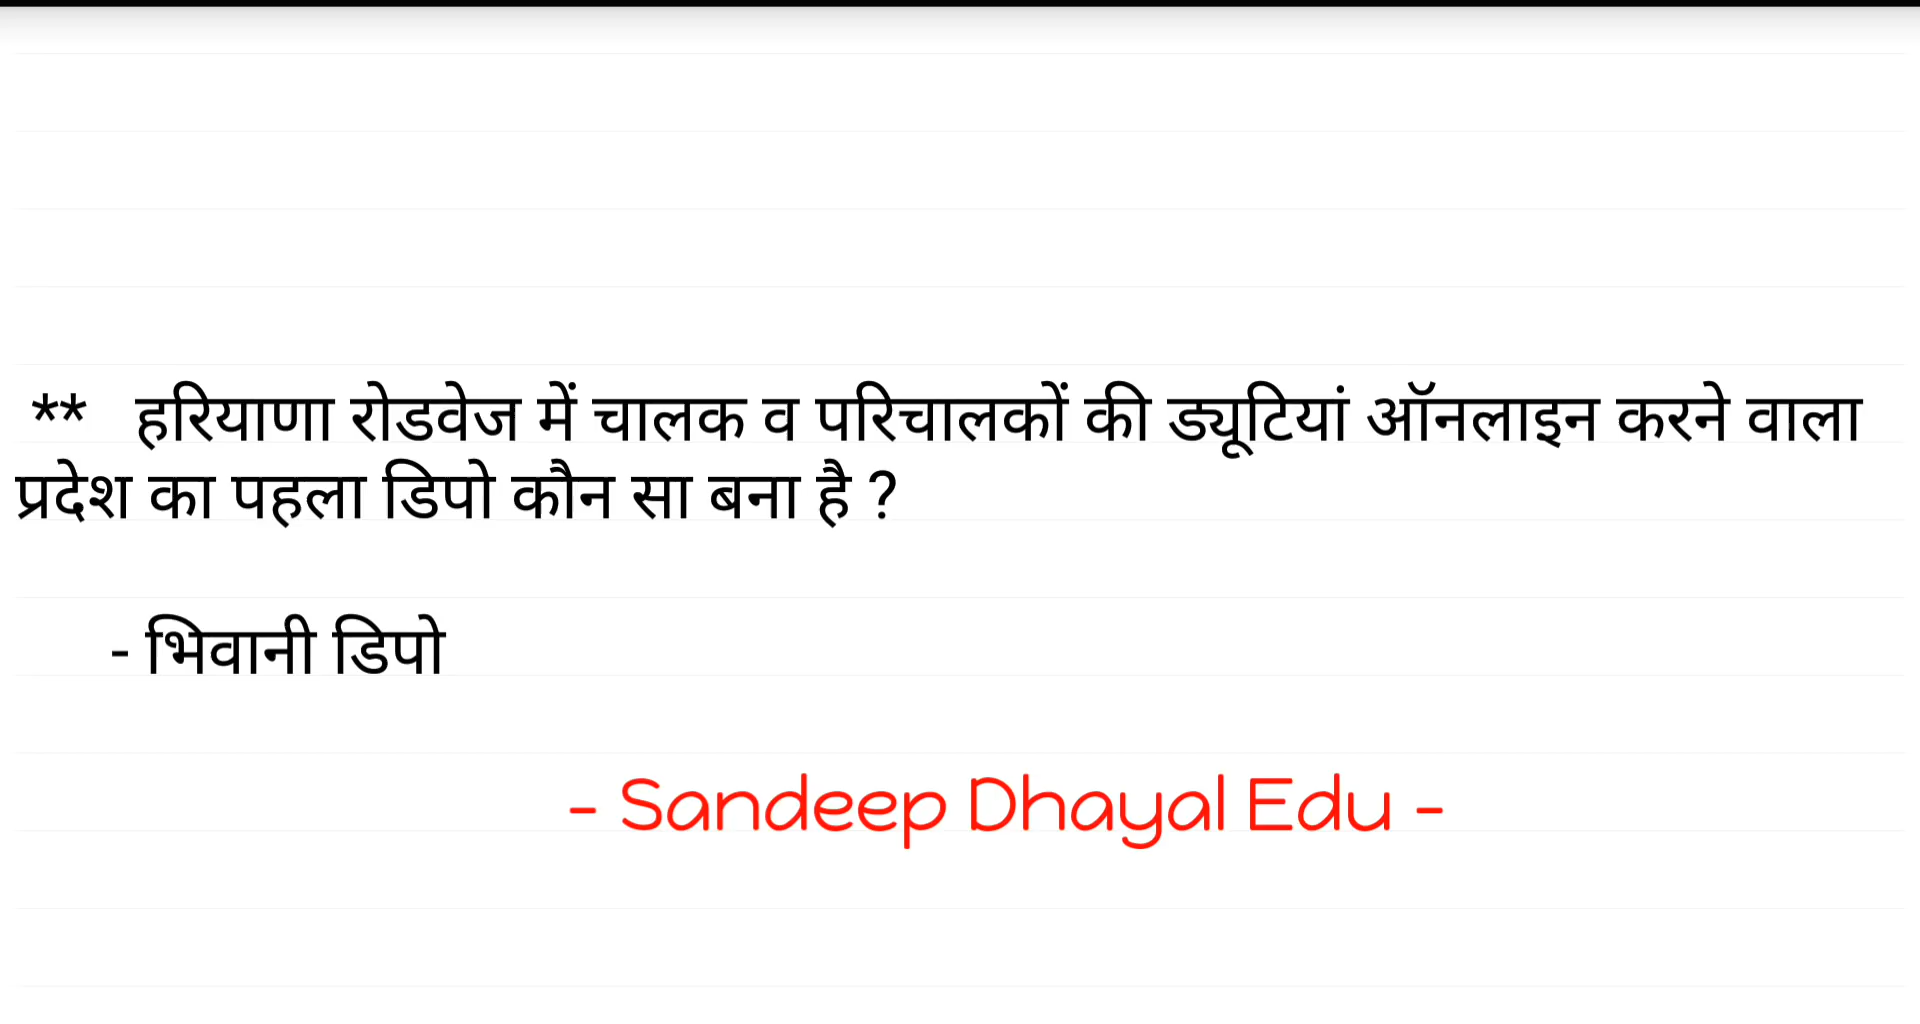 ** हरियाणा रोडवेज में चालक व परिचालकों की ड्यूटियां ऑनलाइन करने वाला
प्रदेश का पहला डिपो कौन सा बना है ?
- भिवानी डिपो
- Sandeep Dhayal Edu -